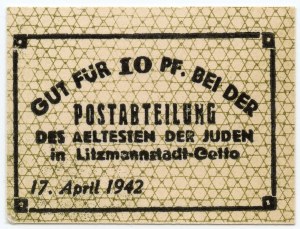 GUT FÜR 10 PF. BEI DER
POSTABTEILUNG
DES AELTESTEN DER JUDEN
in Litzmannstadt-Getto
17. April 1942